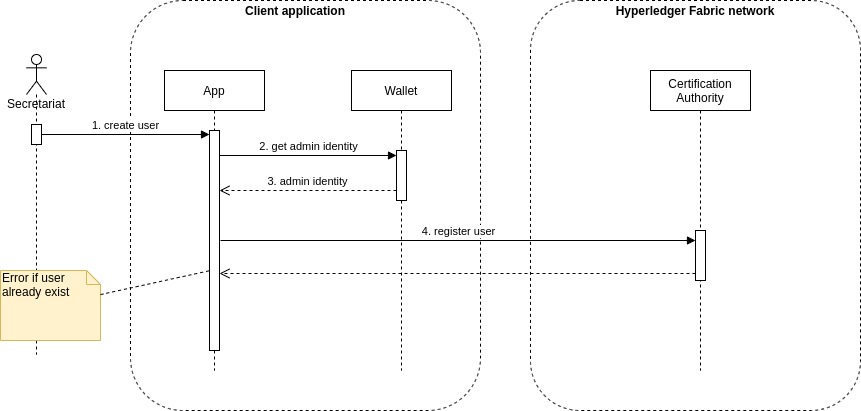 Client application
Hyperledger Fabric network
Secretariat
App
Wallet
Certification
Authority
1. create user
2. get admin identity
3. admin identity
4. register user
Error if user
already exist